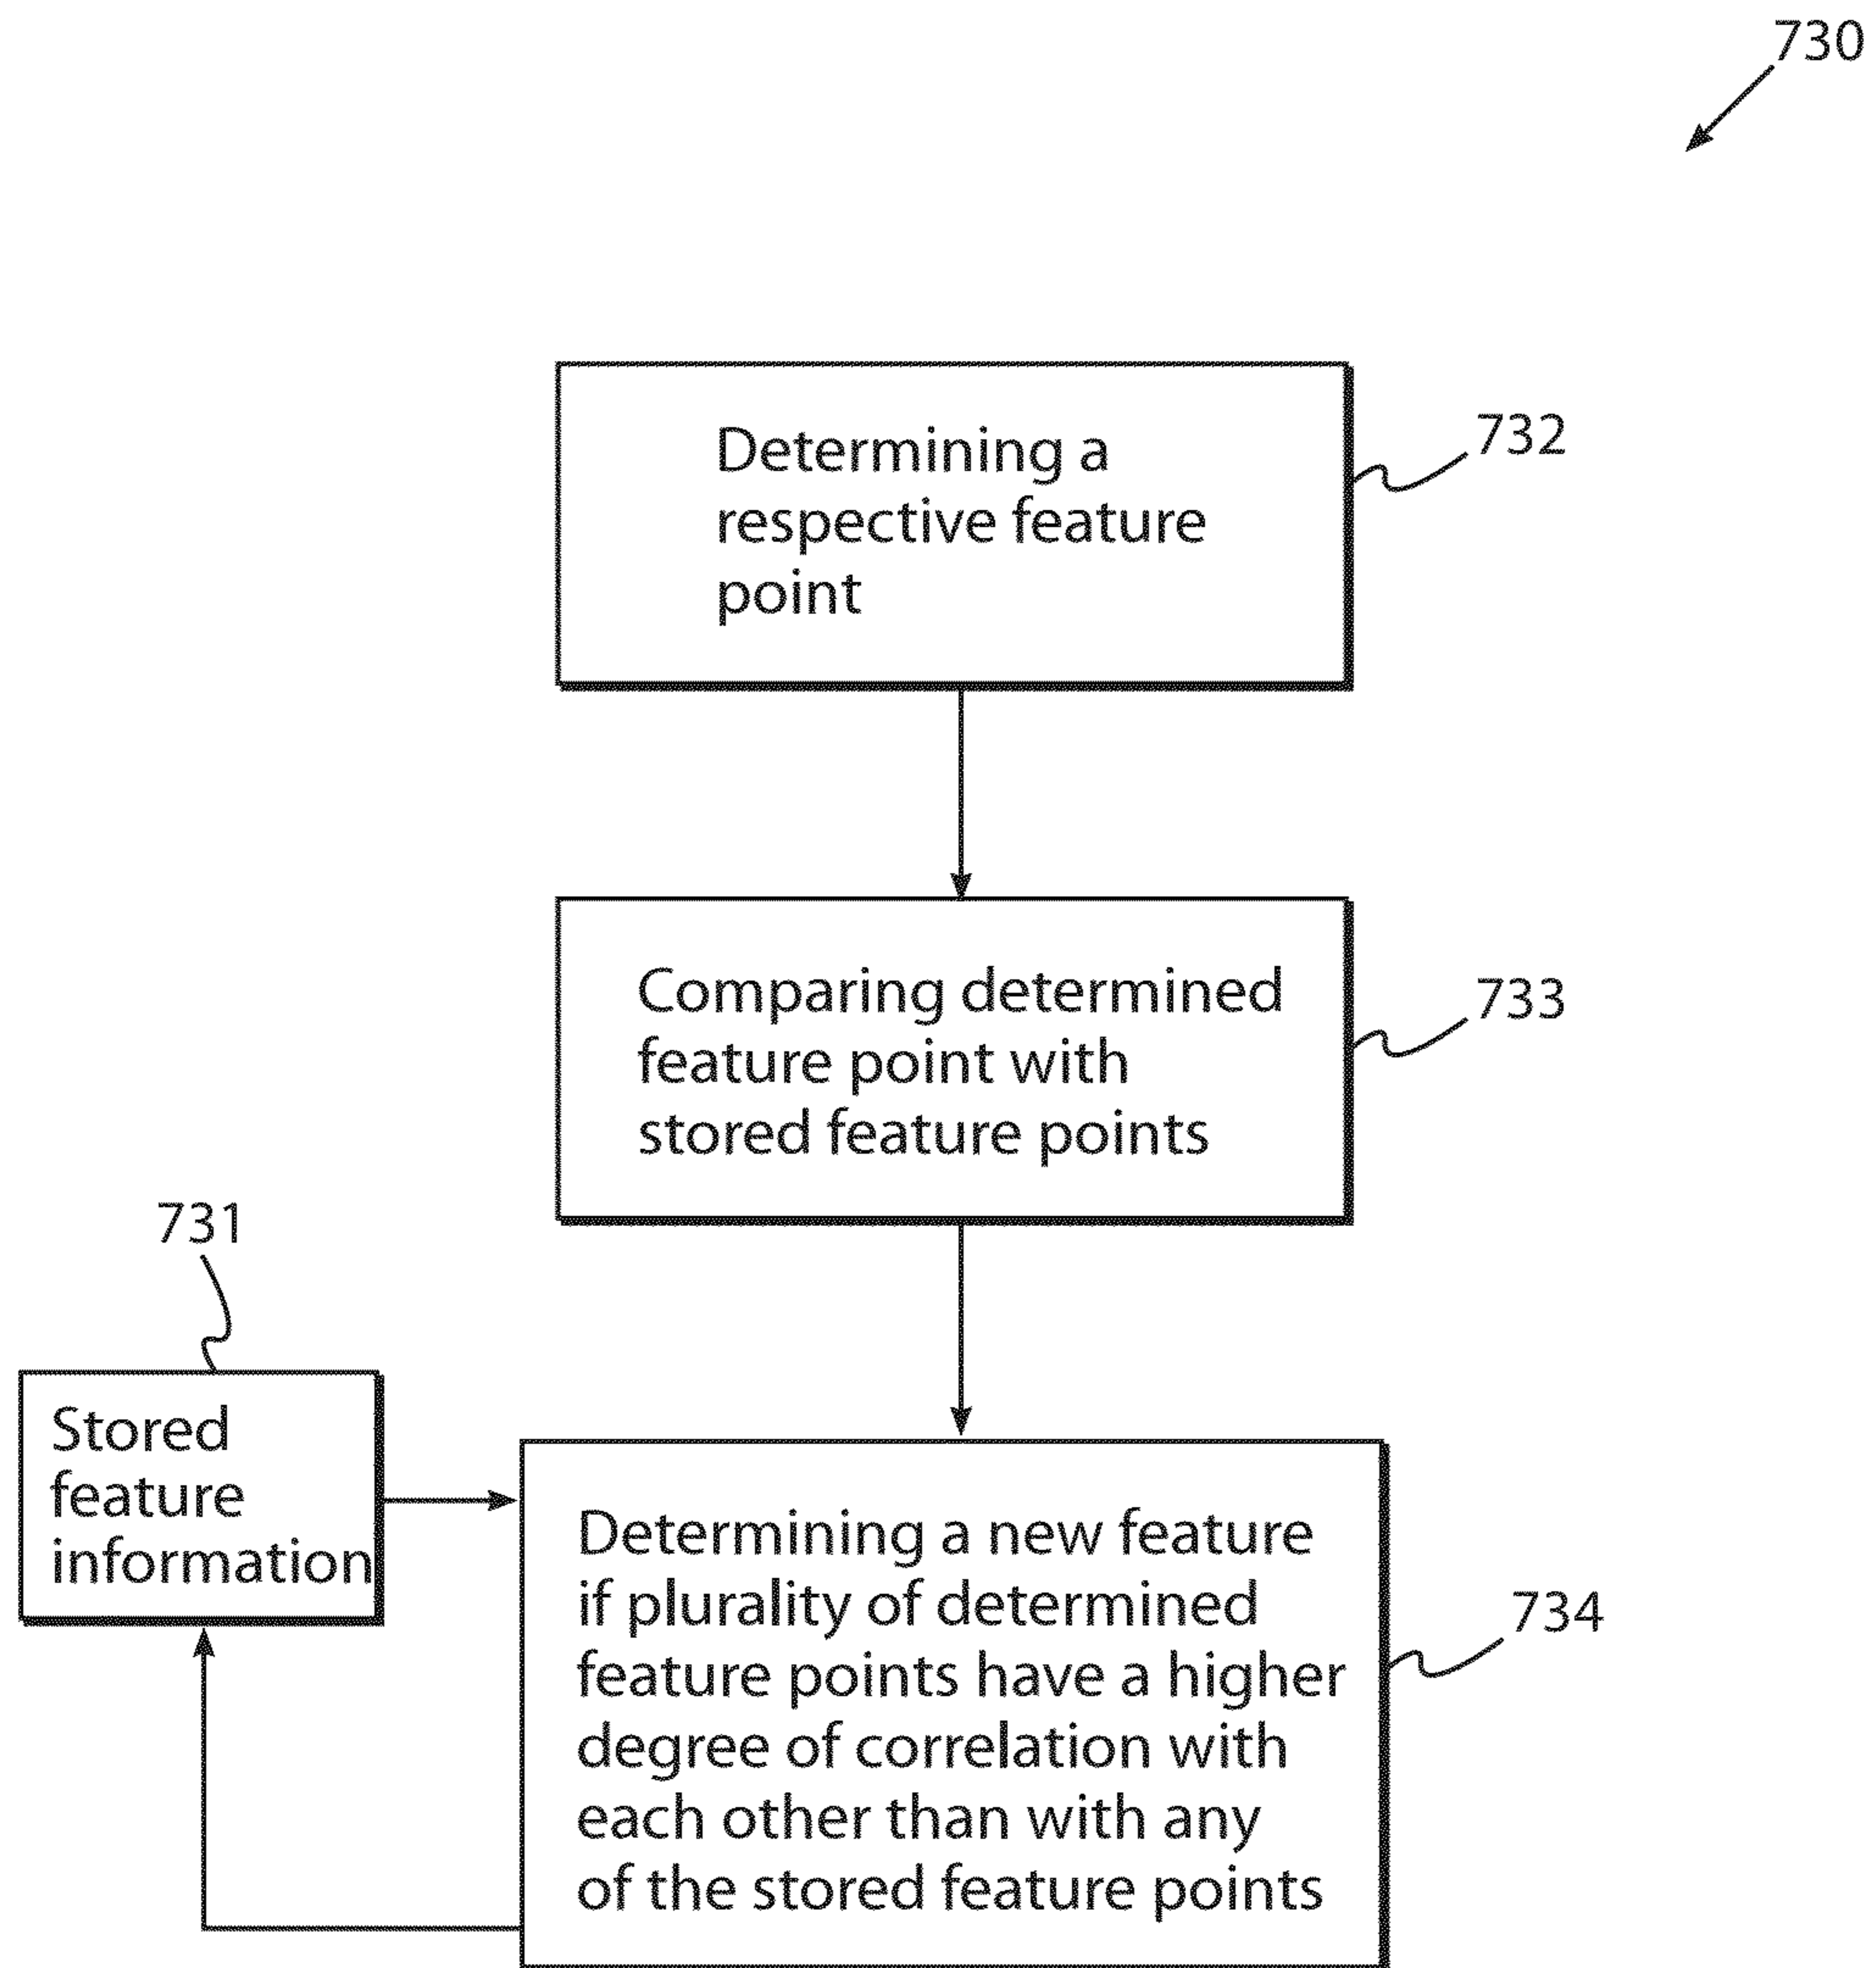 730
Determining a
respective feature
point
732
Comparing determined
feature point with
stored feature points
733
731
Stored
feature
information
Determining a new feature
if plurality of determined
feature points have a higher
degree of correlation with
each other than with any
of the stored feature points
734